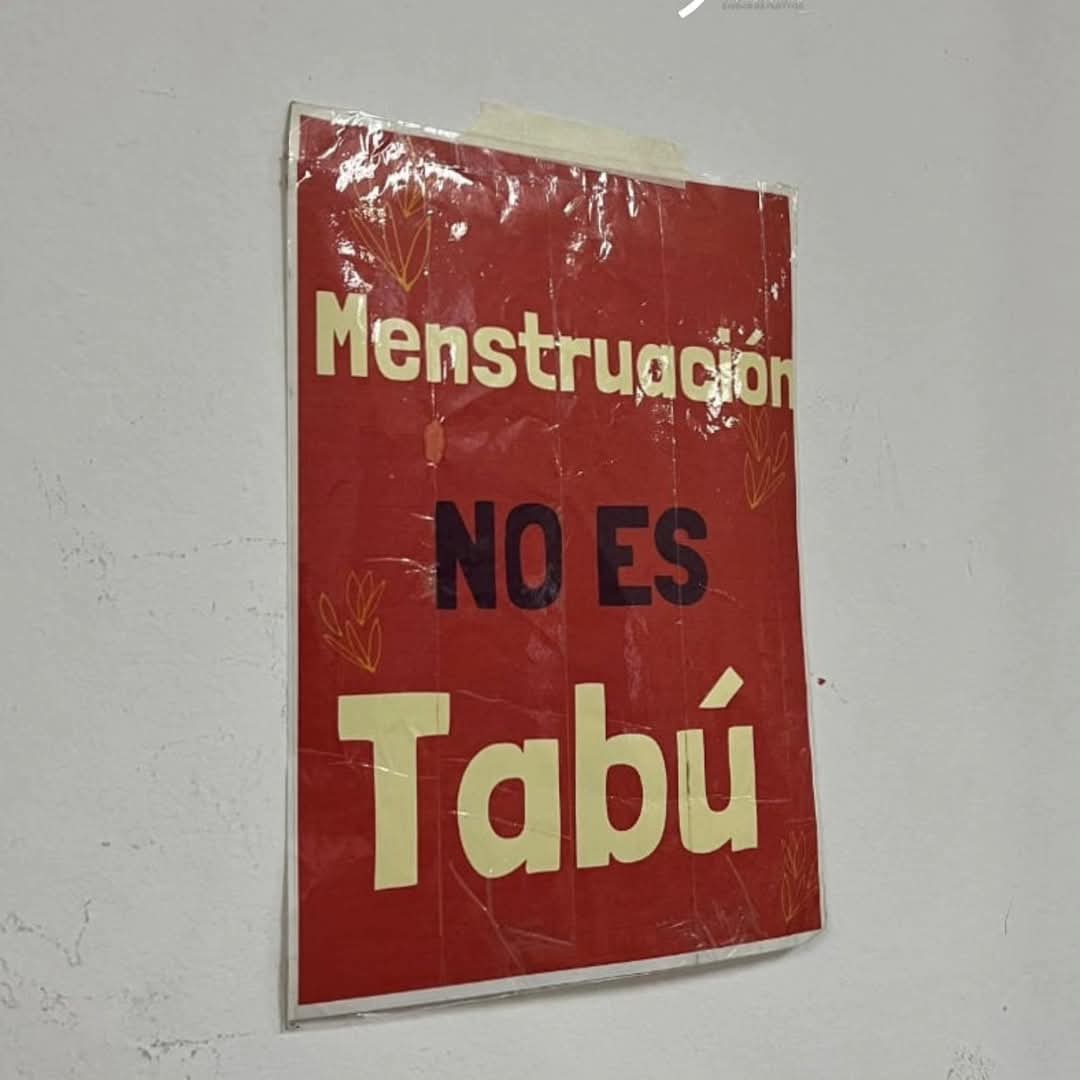 Menstruación
NO ES
Tabú